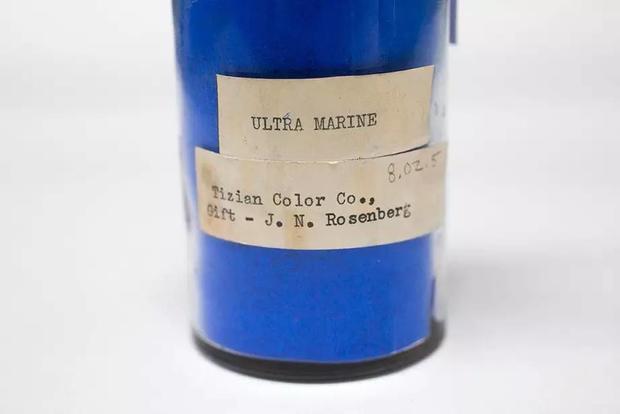 ULTRA MARINE
8.02.5
Tizian Color Co.,
Gift - J. N. Rosenberg